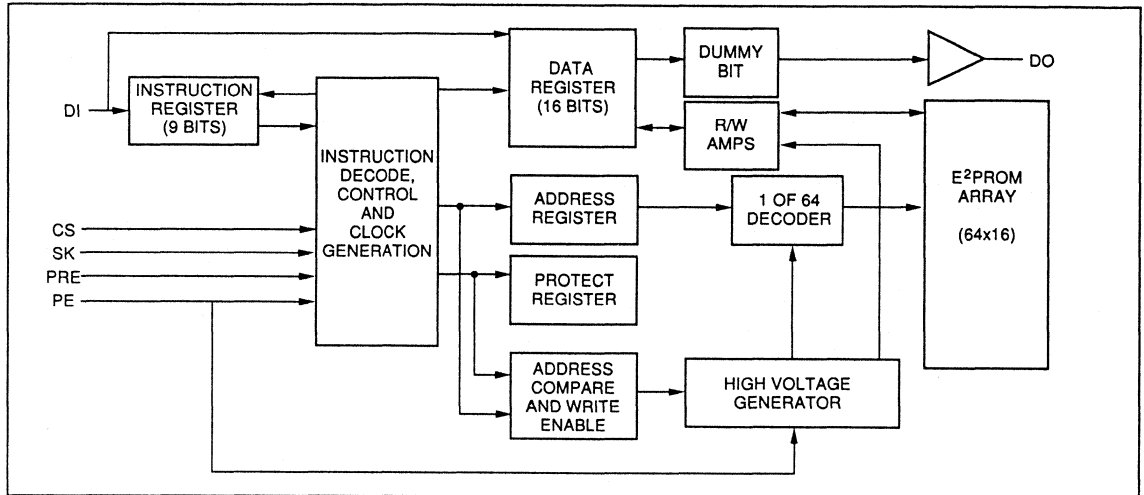 DI
INSTRUCTION
REGISTER
(9 BITS)
CS
SK
PRE
PE
INSTRUCTION
DECODE,
CONTROL
AND
CLOCK
GENERATION
DATA
REGISTER
(16 BITS)
DUMMY
BIT
DO
R/W
AMPS
ADDRESS
REGISTER
1 OF 64
DECODER
E²PROM
ARRAY
(64x16)
PROTECT
REGISTER
ADDRESS
COMPARE
AND WRITE
ENABLE
HIGH VOLTAGE
GENERATOR